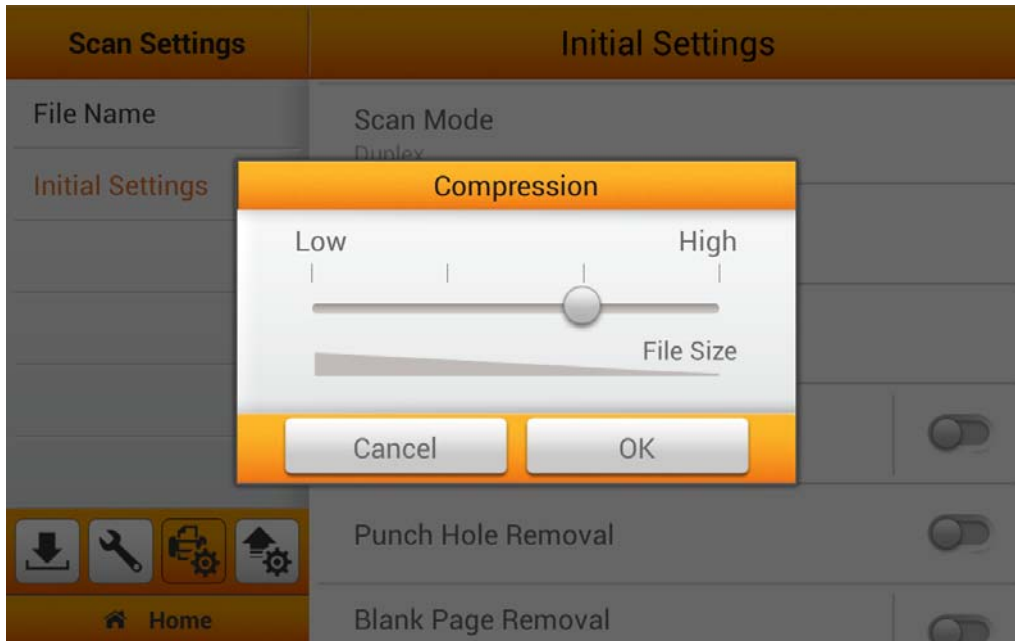 Scan Settings
Initial Settings
File Name
Initial Settings
Scan Mode
Duplex
Compression
Low
High
File Size
Cancel
OK
Punch Hole Removal
Blank Page Removal
Home